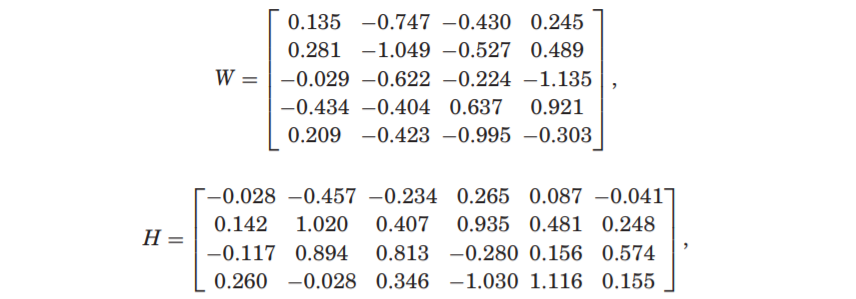 W = [ 0.135 −0.747 −0.430 0.245
0.281 −1.049 −0.527 0.489
−0.029 −0.622 −0.224 −1.135
−0.434 −0.404 0.637 0.921
0.209 −0.423 −0.995 −0.303 ],
H = [ −0.028 −0.457 −0.234 0.265 0.087 −0.041
0.142 1.020 0.407 0.935 0.481 0.248
−0.117 0.894 0.813 −0.280 0.156 0.574
0.260 −0.028 0.346 −1.030 1.116 0.155 ],